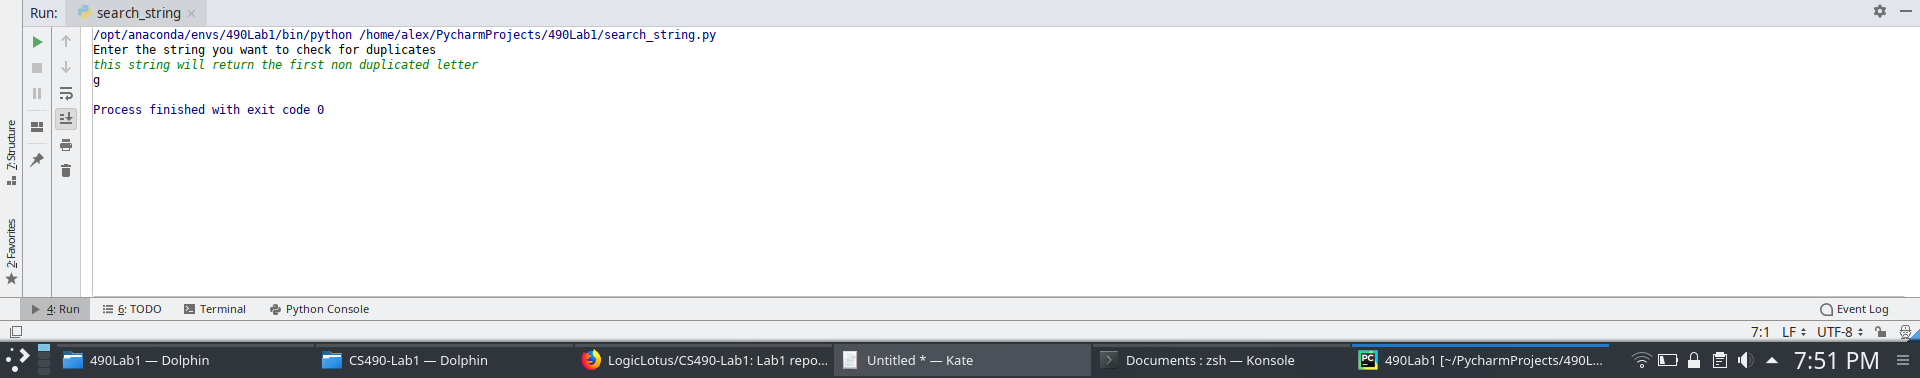 Run: search_string
/opt/anaconda/envs/490Lab1/bin/python /home/alex/PycharmProjects/490Lab1/search_string.py
Enter the string you want to check for duplicates
this string will return the first non duplicated letter
g
Process finished with exit code 0
7: Structure
2: Favorites
4: Run 6: TODO Terminal Python Console Event Log
7:1 LF UTF-8
490Lab1 — Dolphin CS490-Lab1 — Dolphin LogicLotus/CS490-Lab1: Lab1 repo... Untitled * — Kate Documents : zsh — Konsole PC 490Lab1 [~/PycharmProjects/490L... 7:51 PM